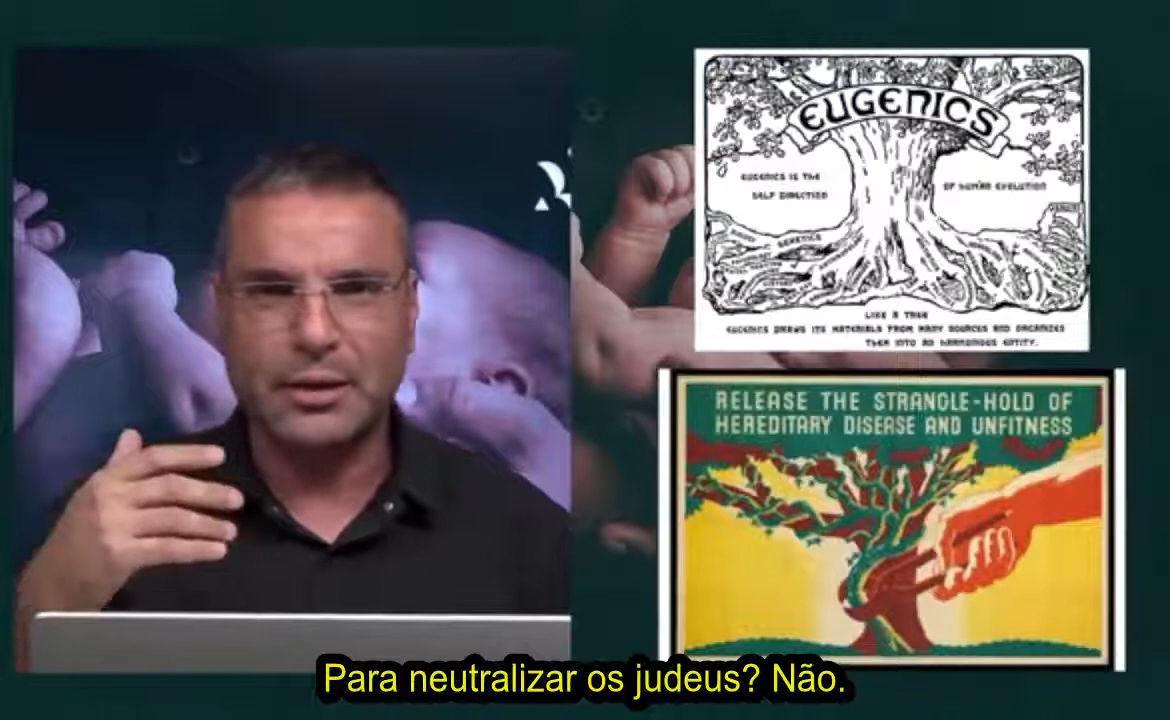 EUGENICS
EUGENICS IS THE
SELF DIRECTION
OF HUMAN EVOLUTION
GENETICS
LIKE A TREE
EUGENICS DRAWS ITS MATERIALS FROM MANY SOURCES AND ORGANIZES
THEM INTO AN HARMONIOUS ENTITY.
RELEASE THE STRANGLE-HOLD OF
HEREDITARY DISEASE AND UNFITNESS
Para neutralizar os judeus? Não.